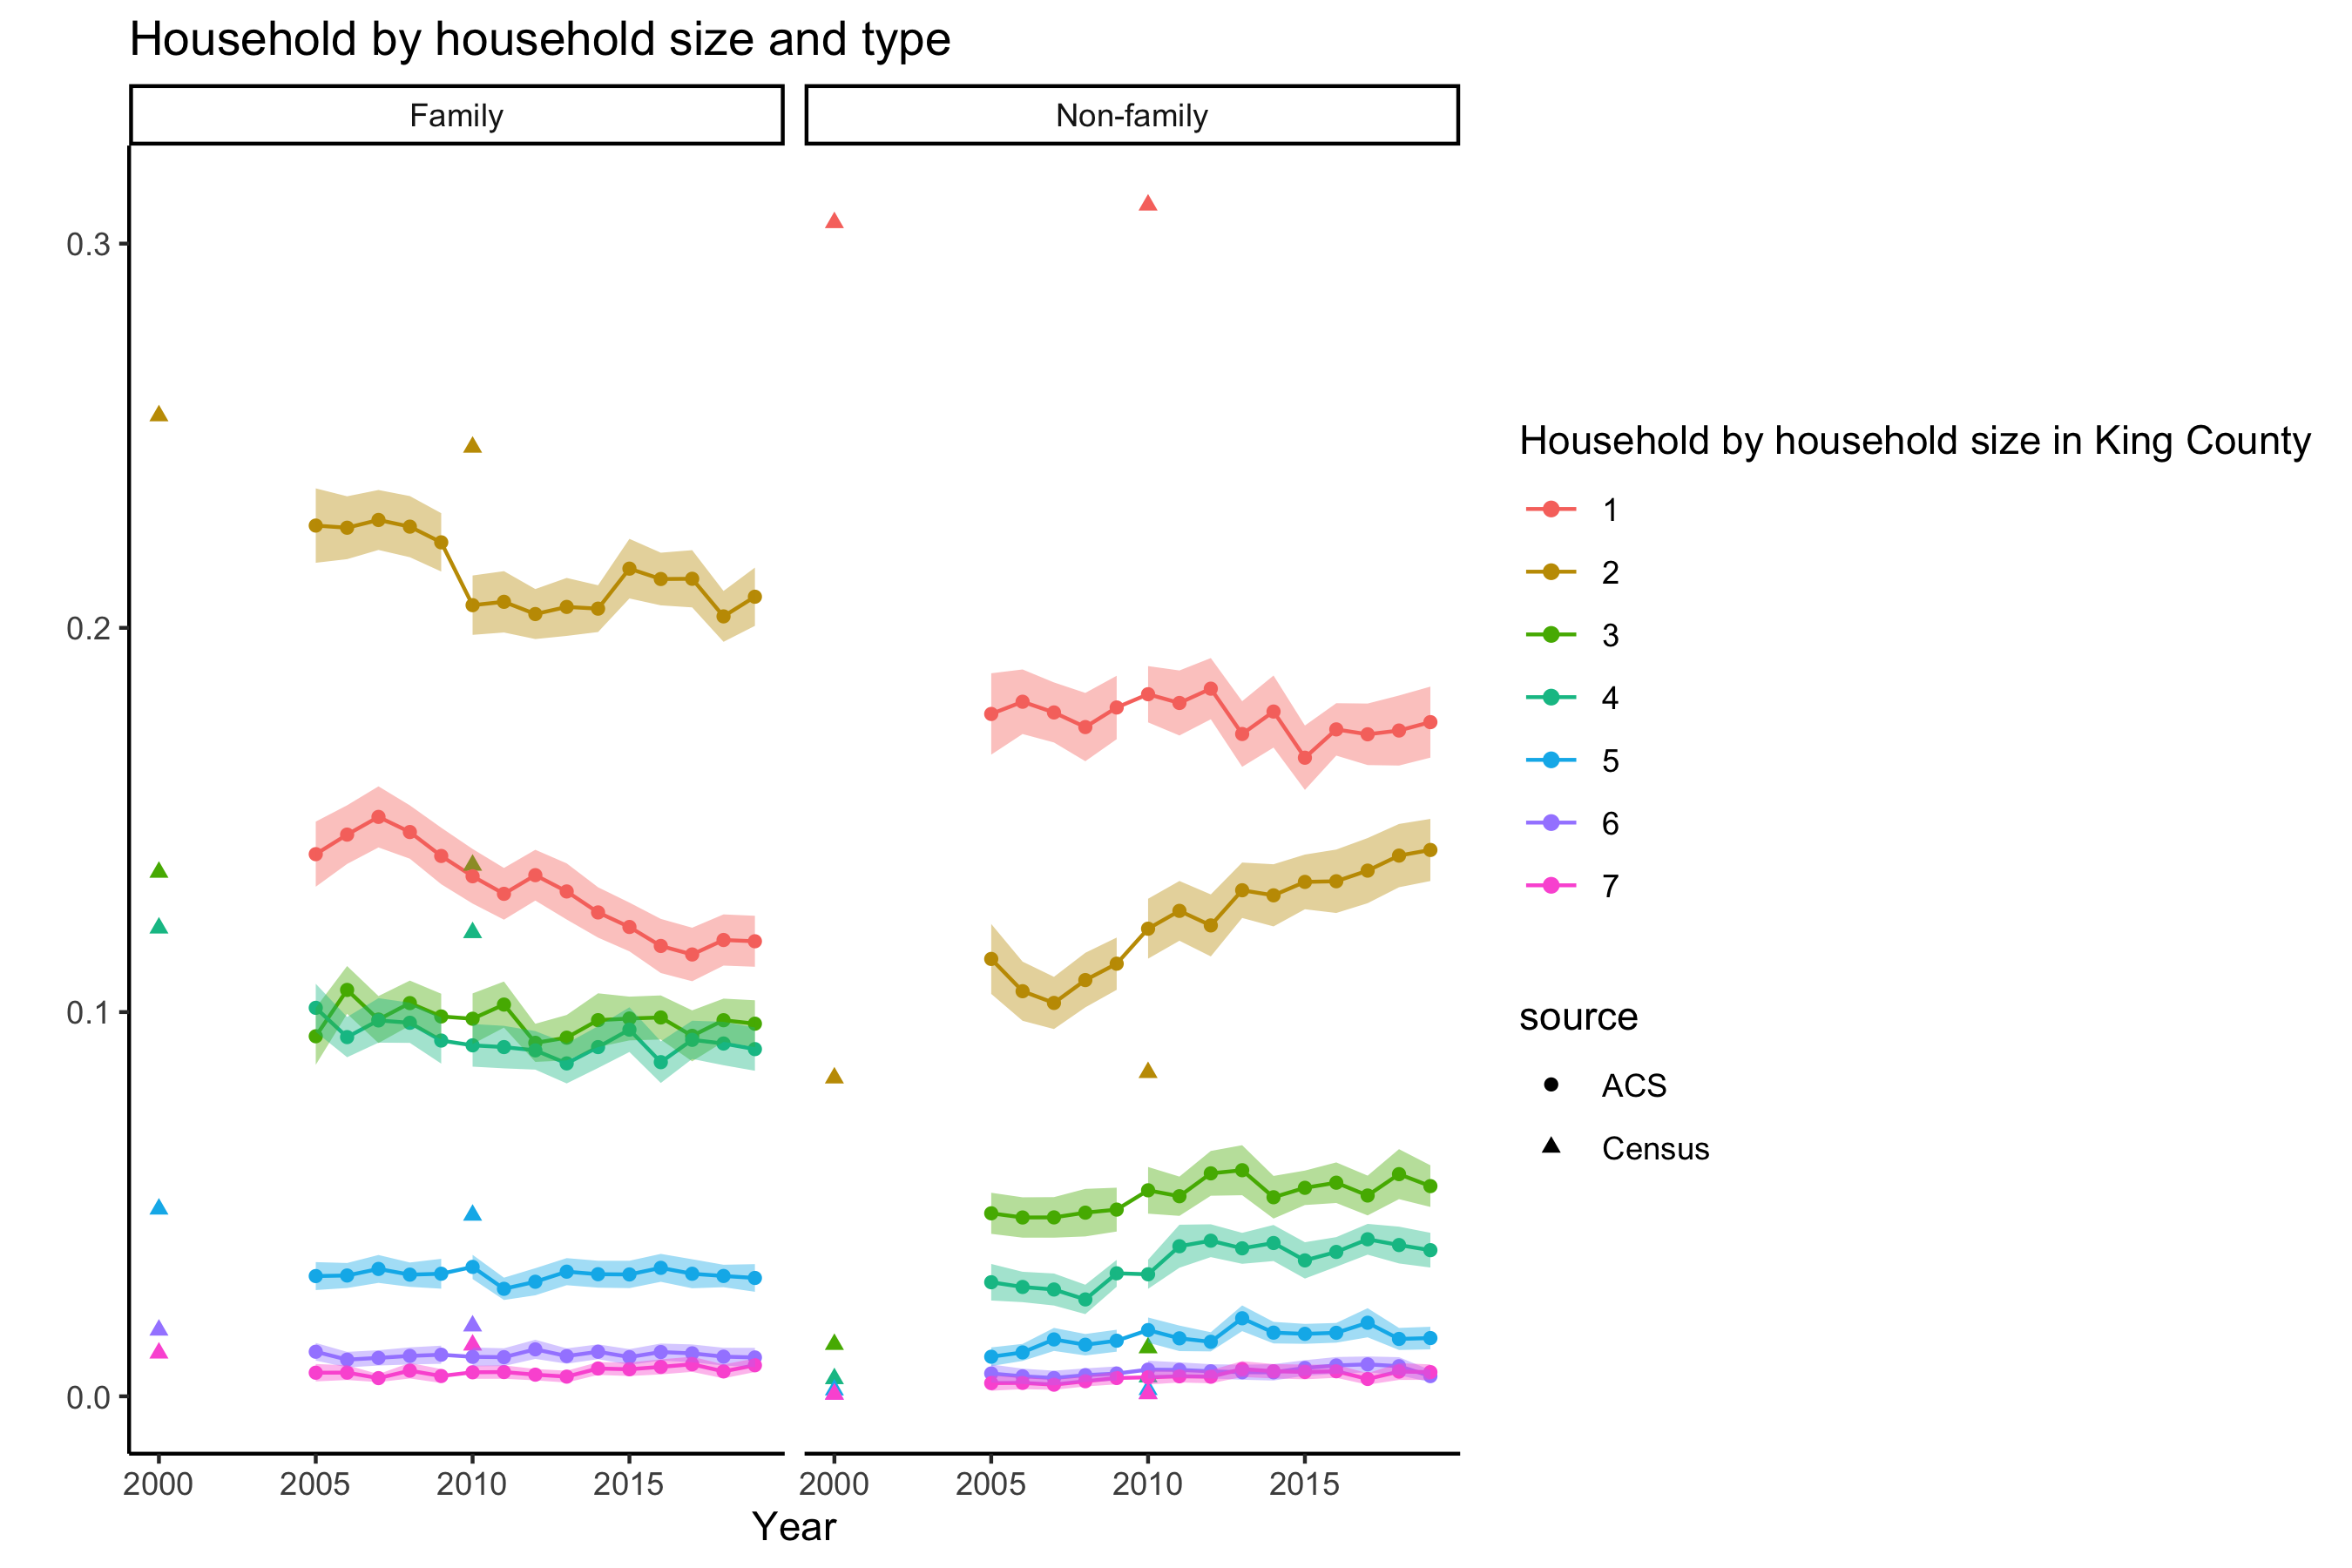 Household by household size and type
Family
Non-family
0.3
0.2
0.1
0.0
2000
2005
2010
2015
2000
2005
2010
2015
Year
Household by household size in King County
1
2
3
4
5
6
7
source
ACS
Census